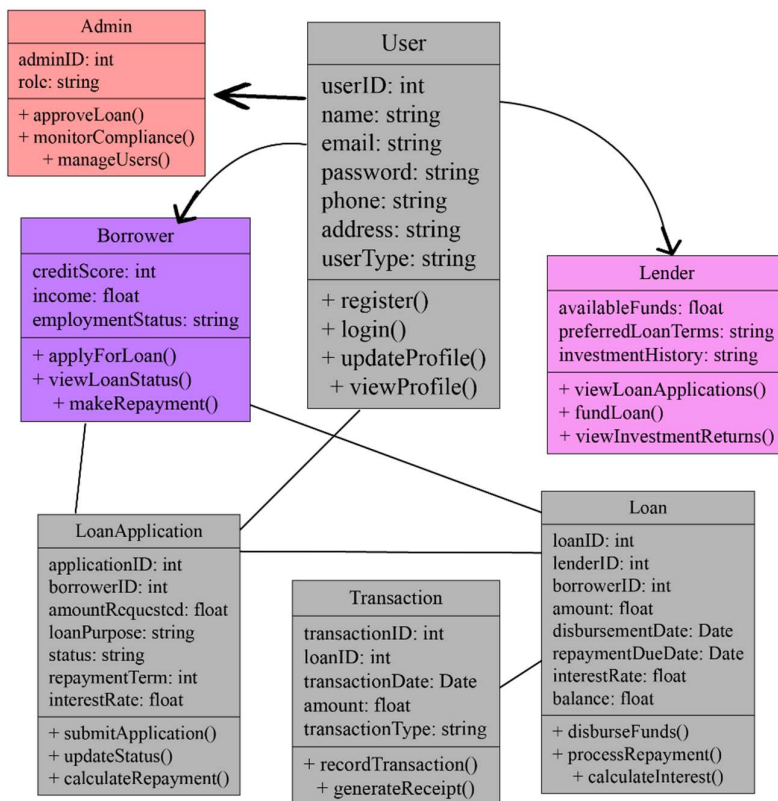 Admin
adminID: int
role: string
+ approveLoan()
+ monitorCompliance()
+ manageUsers()
User
userID: int
name: string
email: string
password: string
phone: string
address: string
userType: string
+ register()
+ login()
+ updateProfile()
+ viewProfile()
Borrower
creditScore: int
income: float
employmentStatus: string
+ applyForLoan()
+ viewLoanStatus()
+ makeRepayment()
Lender
availableFunds: float
preferredLoanTerms: string
investmentHistory: string
+ viewLoanApplications()
+ fundLoan()
+ viewInvestmentReturns()
LoanApplication
applicationID: int
borrowerID: int
amountRequested: float
loanPurpose: string
status: string
repaymentTerm: int
interestRate: float
+ submitApplication()
+ updateStatus()
+ calculateRepayment()
Transaction
transactionID: int
loanID: int
transactionDate: Date
amount: float
transactionType: string
+ recordTransaction()
+ generateReceipt()
Loan
loanID: int
lenderID: int
borrowerID: int
amount: float
disbursementDate: Date
repaymentDueDate: Date
interestRate: float
balance: float
+ disburseFunds()
+ processRepayment()
+ calculateInterest()